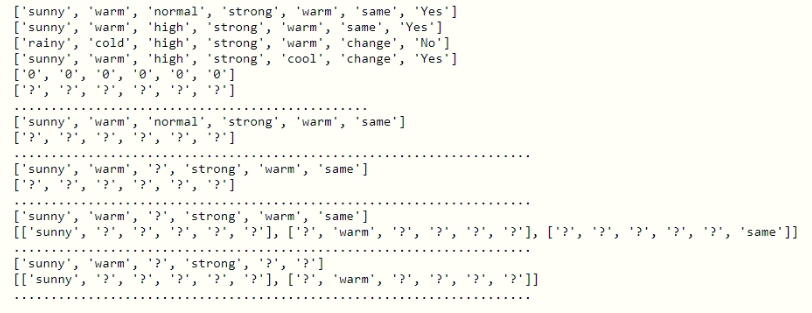 ['sunny', 'warm', 'normal', 'strong', 'warm', 'same', 'Yes']
['sunny', 'warm', 'high', 'strong', 'warm', 'same', 'Yes']
['rainy', 'cold', 'high', 'strong', 'warm', 'change', 'No']
['sunny', 'warm', 'high', 'strong', 'cool', 'change', 'Yes']
['0', '0', '0', '0', '0', '0']
['?', '?', '?', '?', '?', '?']
................................................
['sunny', 'warm', 'normal', 'strong', 'warm', 'same']
['?', '?', '?', '?', '?', '?']
......................................................................
['sunny', 'warm', '?', 'strong', 'warm', 'same']
['?', '?', '?', '?', '?', '?']
......................................................................
['sunny', 'warm', '?', 'strong', 'warm', 'same']
[['sunny', '?', '?', '?', '?', '?'], ['?', 'warm', '?', '?', '?', '?'], ['?', '?', '?', '?', '?', 'same']]
......................................................................
['sunny', 'warm', '?', 'strong', '?', '?']
[['sunny', '?', '?', '?', '?', '?'], ['?', 'warm', '?', '?', '?', '?']]
......................................................................